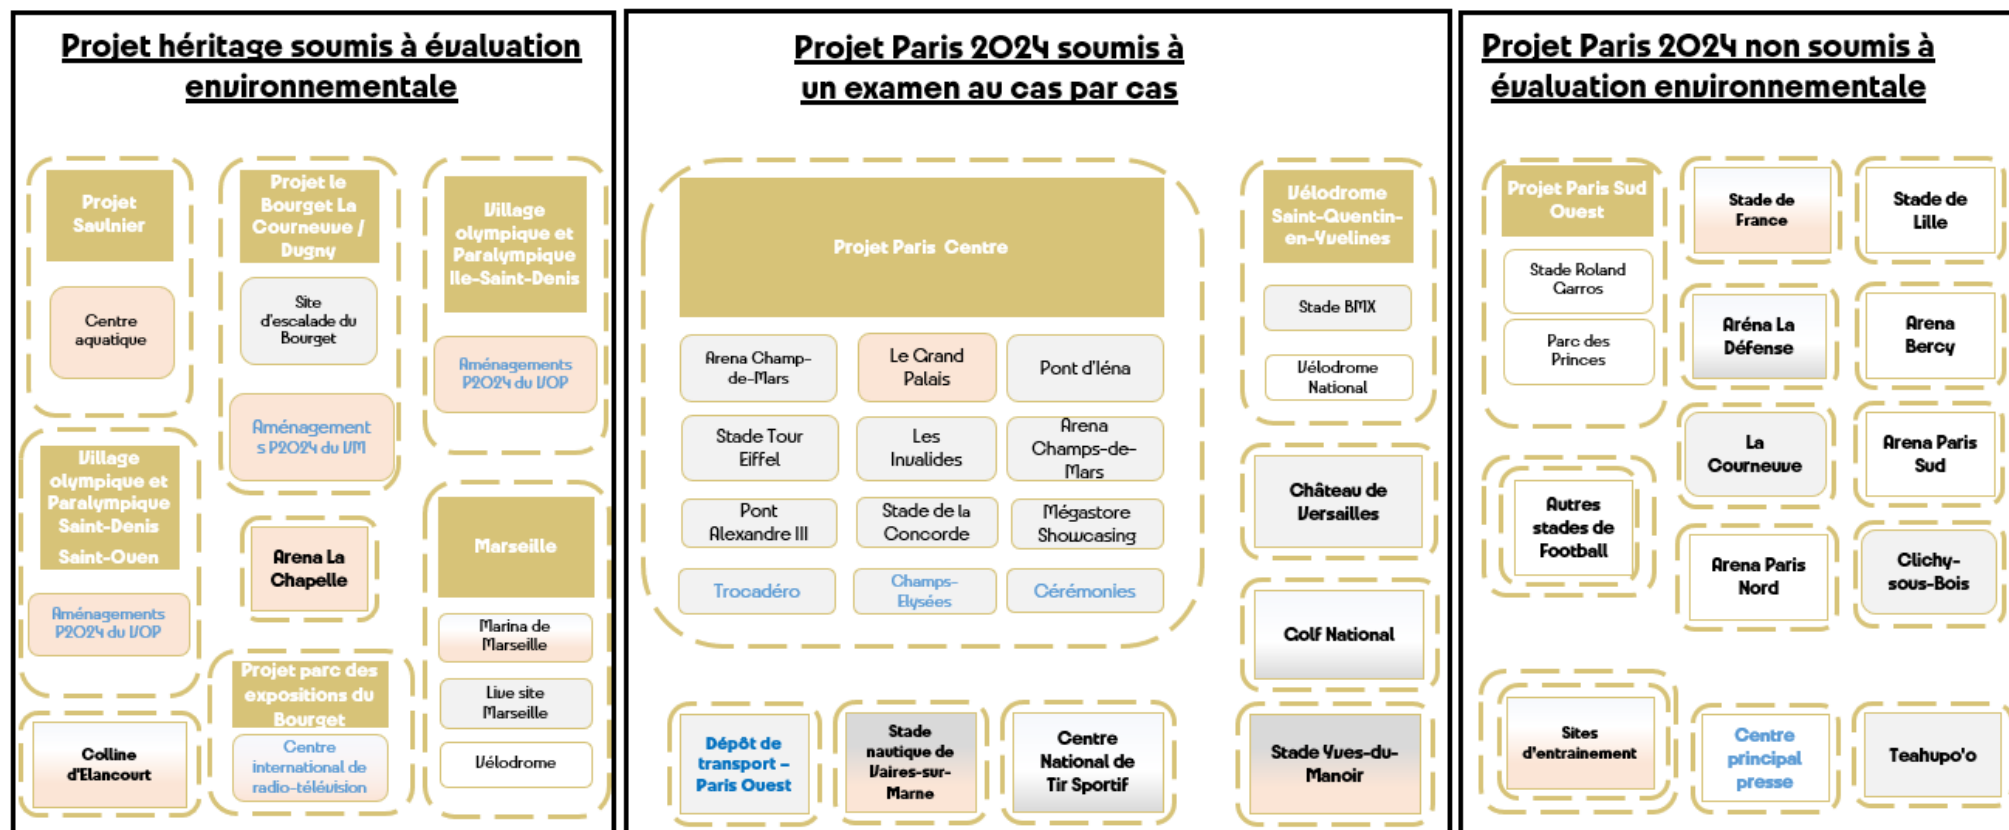 Projet héritage soumis à évaluation
environnementale
Projet
Saulnier
Centre
aquatique
Projet le
Bourget La
Courneuve /
Dugny
Site
d'escalade du
Bourget
Aménagement
s P2024 du VM
Village
olympique et
Paralympique
Ile-Saint-Denis
Aménagements
P2024 du VOP
Village
olympique et
Paralympique
Saint-Denis
Saint-Ouen
Aménagements
P2024 du VOP
Arena La
Chapelle
Marseille
Marina de
Marseille
Live site
Marseille
Vélodrome
Colline
d'Elancourt
Projet parc des
expositions du
Bourget
Centre
international de
radio-télévision
Projet Paris 2024 soumis à
un examen au cas par cas
Projet Paris Centre
Arena Champ-
de-Mars
Le Grand
Palais
Pont d'Iéna
Stade Tour
Eiffel
Les
Invalides
Arena
Champs-de-
Mars
Pont
Alexandre III
Stade de la
Concorde
Mégastore
Showcasing
Trocadéro
Champs-
Elysées
Cérémonies
Vélodrome
Saint-Quentin-
en-Yvelines
Stade BMX
Vélodrome
National
Château de
Versailles
Golf National
Dépôt de
transport –
Paris Ouest
Stade
nautique de
Vaires-sur-
Marne
Centre
National de
Tir Sportif
Stade Yves-du-
Manoir
Projet Paris 2024 non soumis à
évaluation environnementale
Projet Paris Sud
Ouest
Stade Roland
Garros
Parc des
Princes
Stade de
France
Stade de
Lille
Aréna La
Défense
Arena
Bercy
La
Courneuve
Arena Paris
Sud
Autres
stades de
Football
Arena Paris
Nord
Clichy-
sous-Bois
Sites
d'entrainement
Centre
principal
presse
Teahupo'o